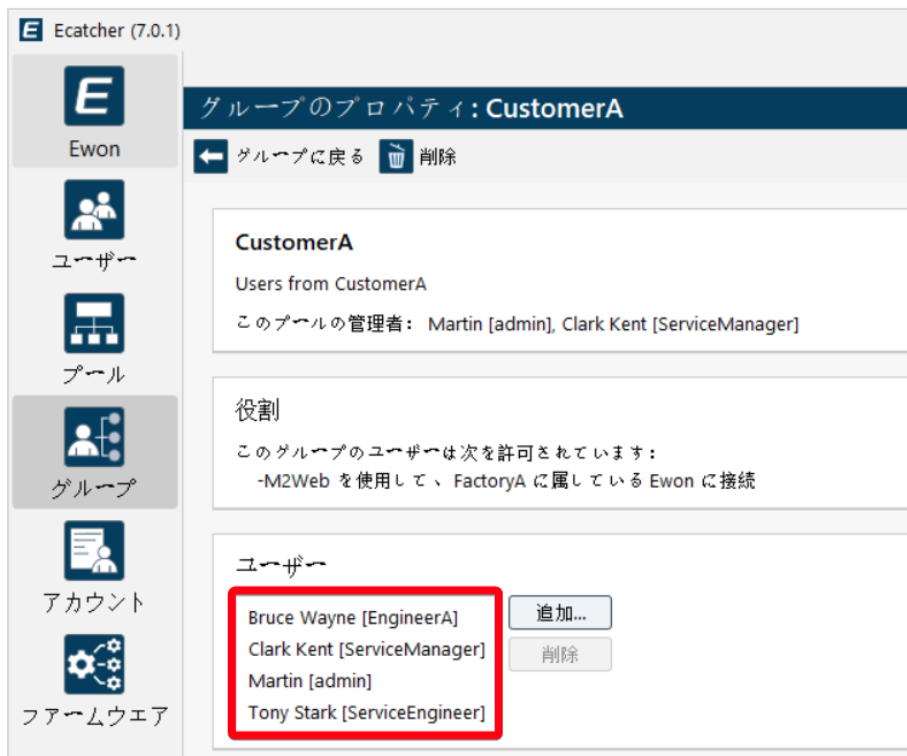 Ecatcher (7.0.1)
Ewon
ユーザー
プール
グループ
アカウント
ファームウエア
グループのプロパティ: CustomerA
グループに戻る 削除
CustomerA
Users from CustomerA
このプールの管理者: Martin [admin], Clark Kent [ServiceManager]
役割
このグループのユーザーは次を許可されています:
-M2Web を使用して、FactoryA に属している Ewon に接続
ユーザー
Bruce Wayne [EngineerA]
Clark Kent [ServiceManager]
Martin [admin]
Tony Stark [ServiceEngineer]
追加...
削除